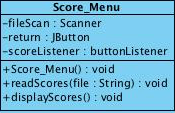 Score_Menu
-fileScan : Scanner
-return : JButton
-scoreListener : buttonListener
+Score_Menu() : void
+readScores(file : String) : void
+displayScores() : void